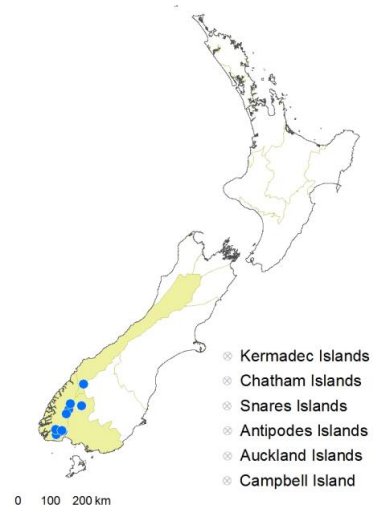 Kermadec Islands
Chatham Islands
Snares Islands
Antipodes Islands
Auckland Islands
Campbell Island
0 100 200 km